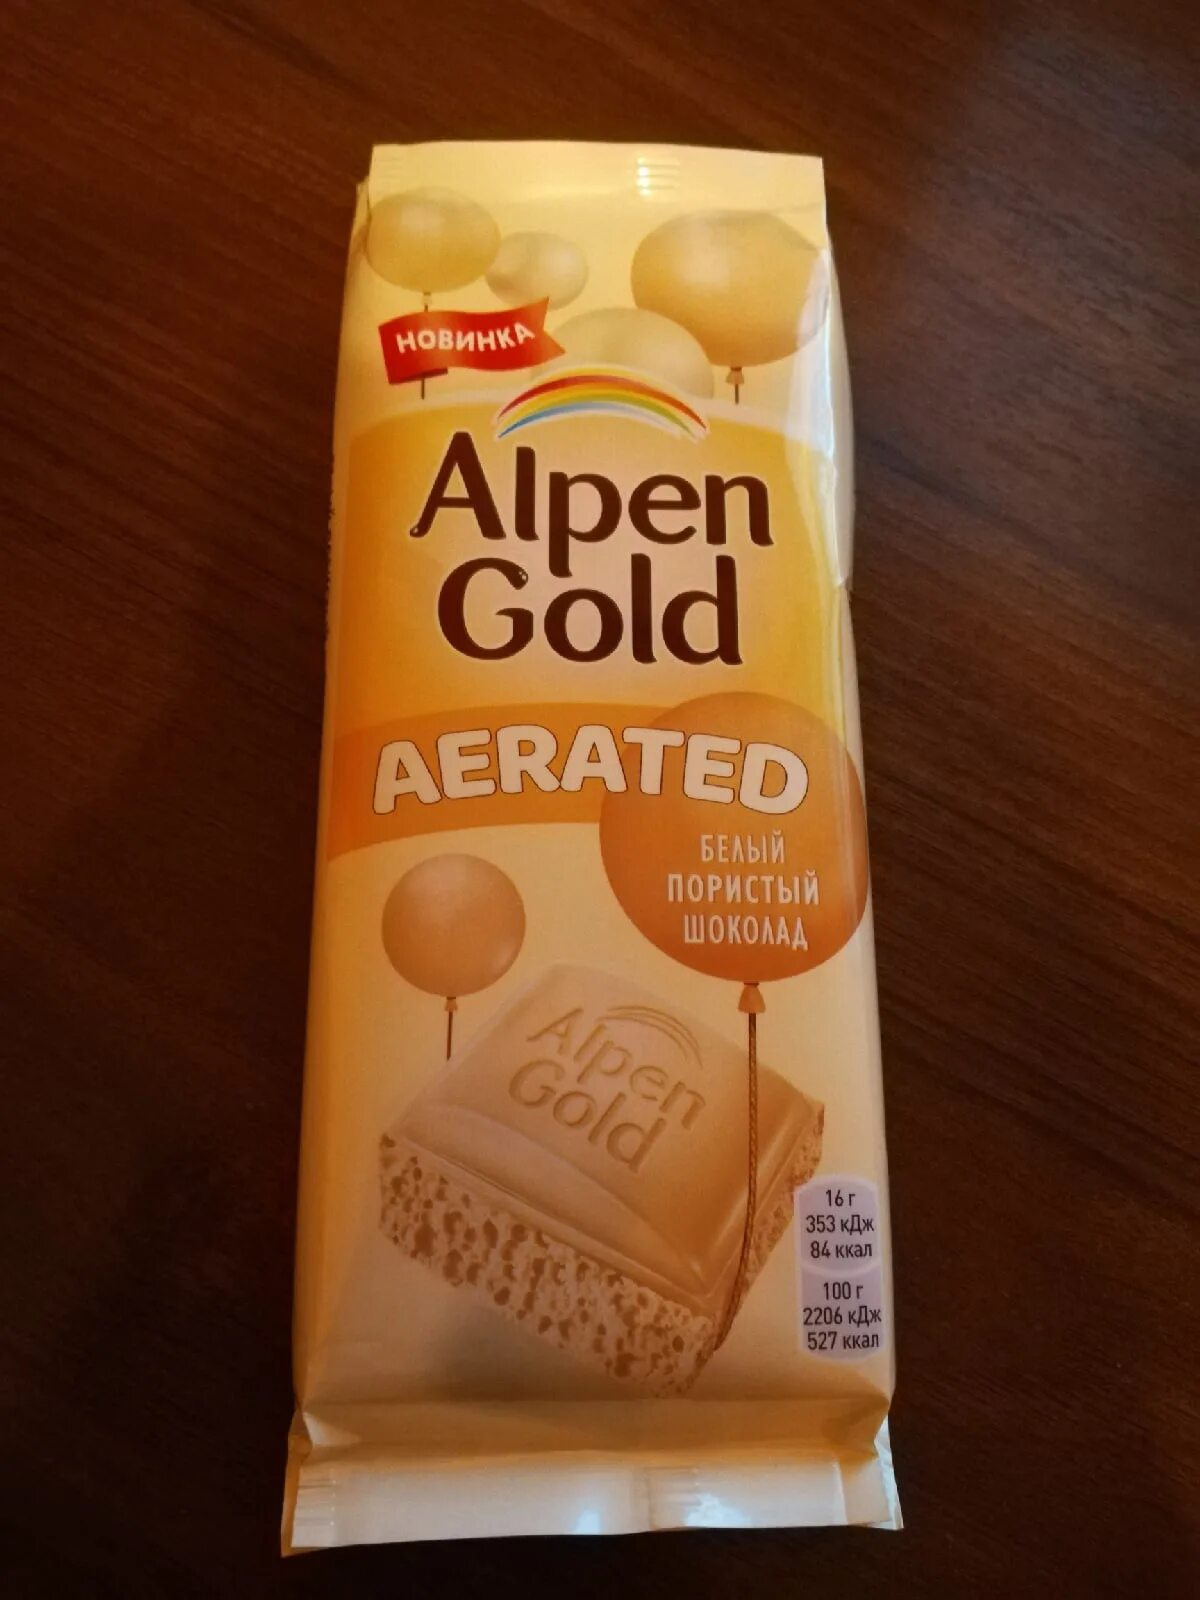 НОВИНКА
Alpen
Gold
AERATED
БЕЛЫЙ
ПОРИСТЫЙ
ШОКОЛАД
Alpen
Gold
16 г
353 кДж
84 ккал
100 г
2206 кДж
527 ккал